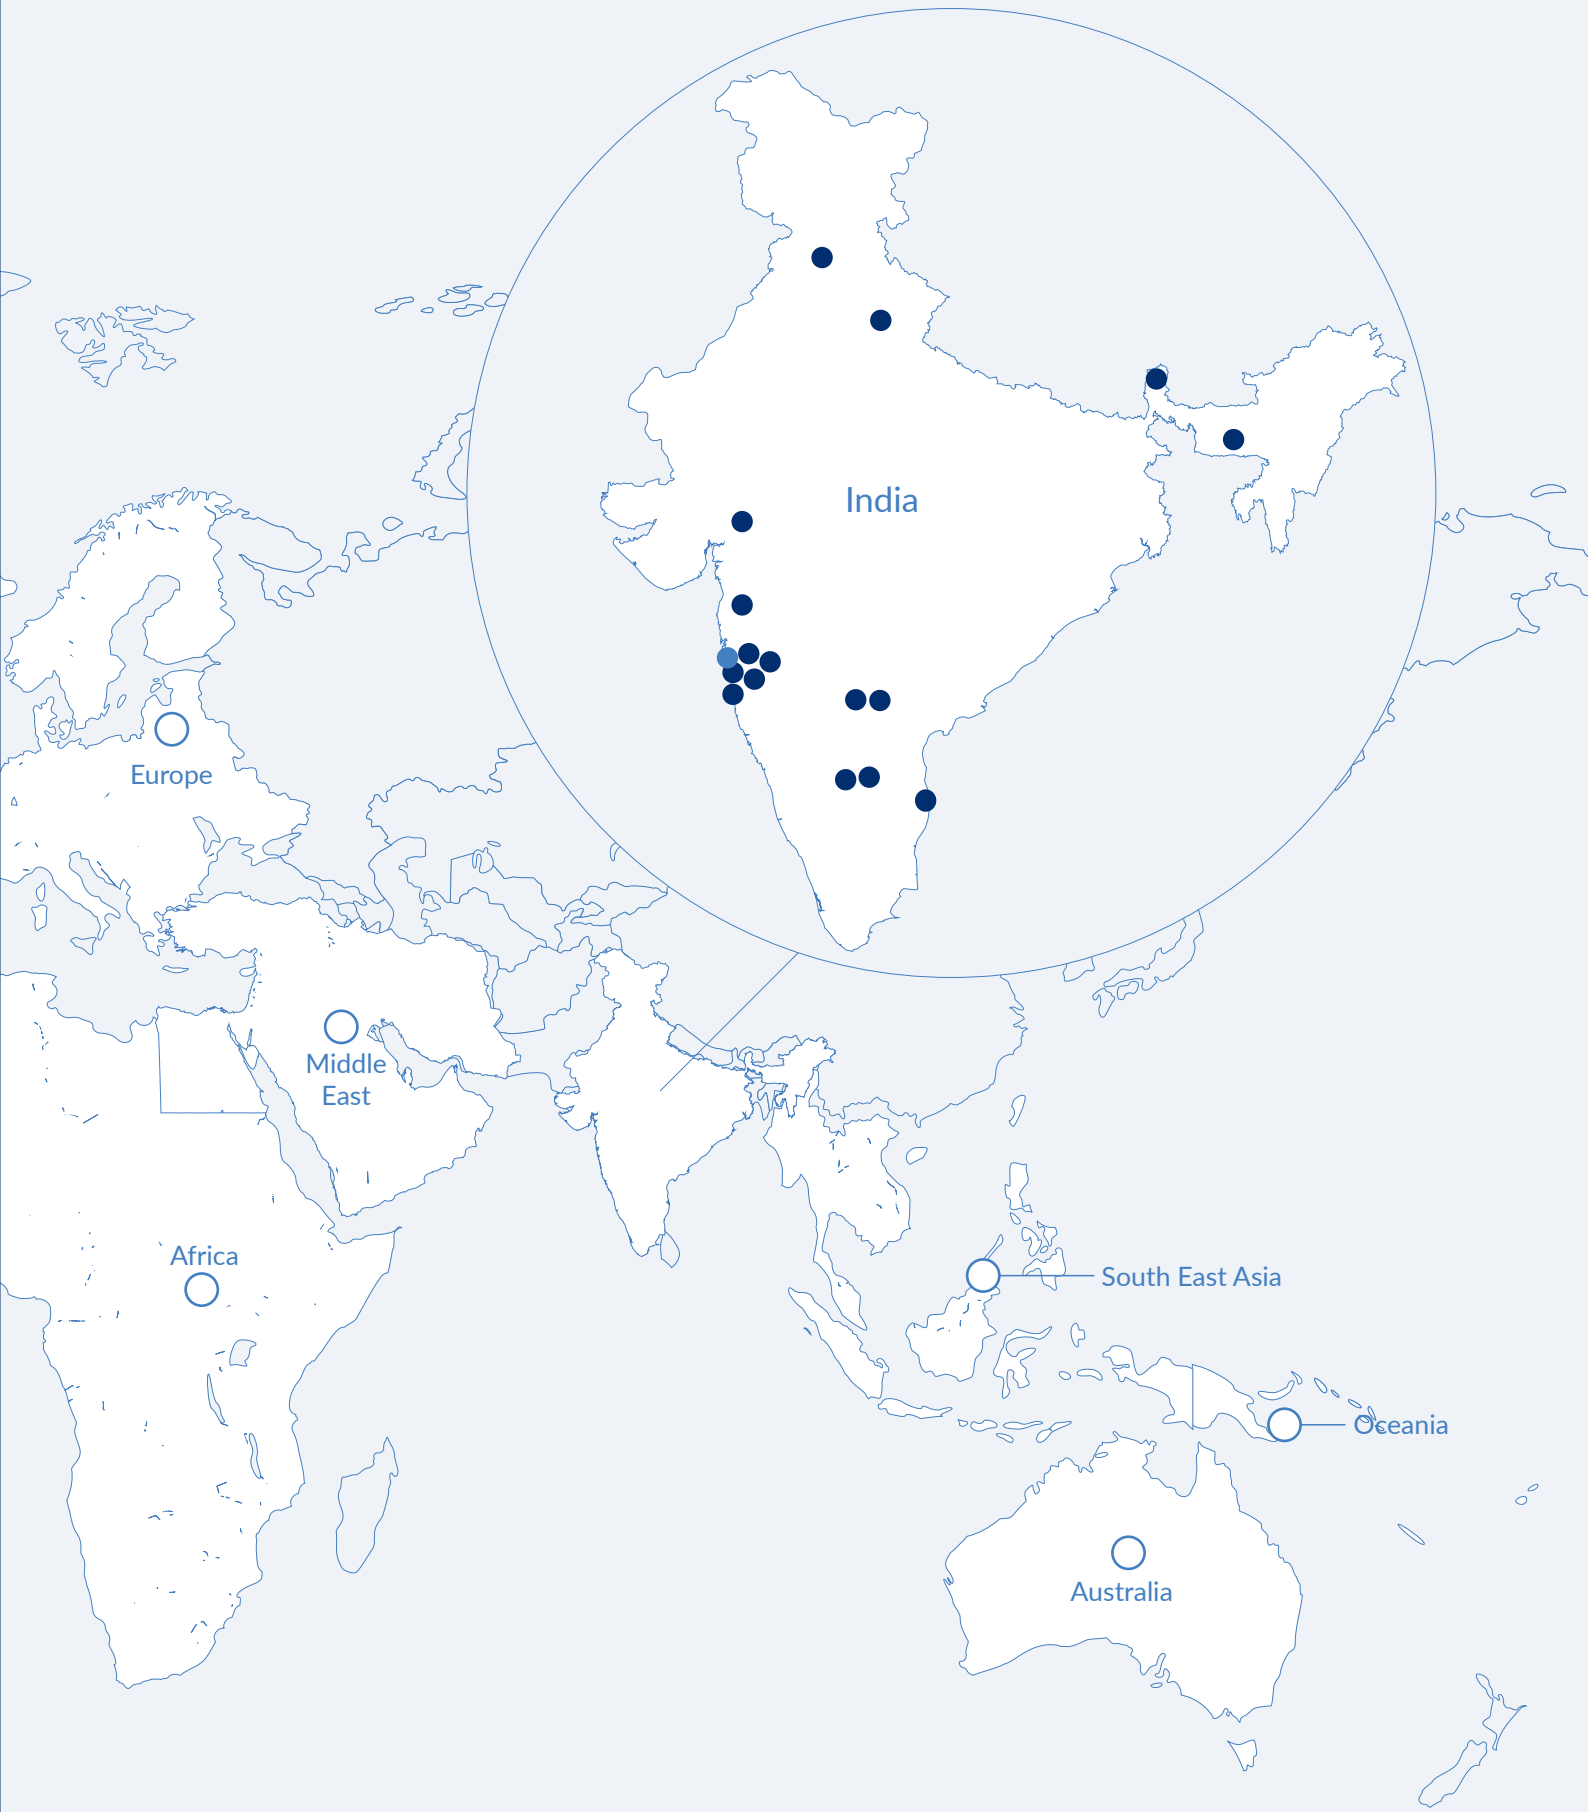 India
Europe
Middle
East
Africa
South East Asia
Oceania
Australia